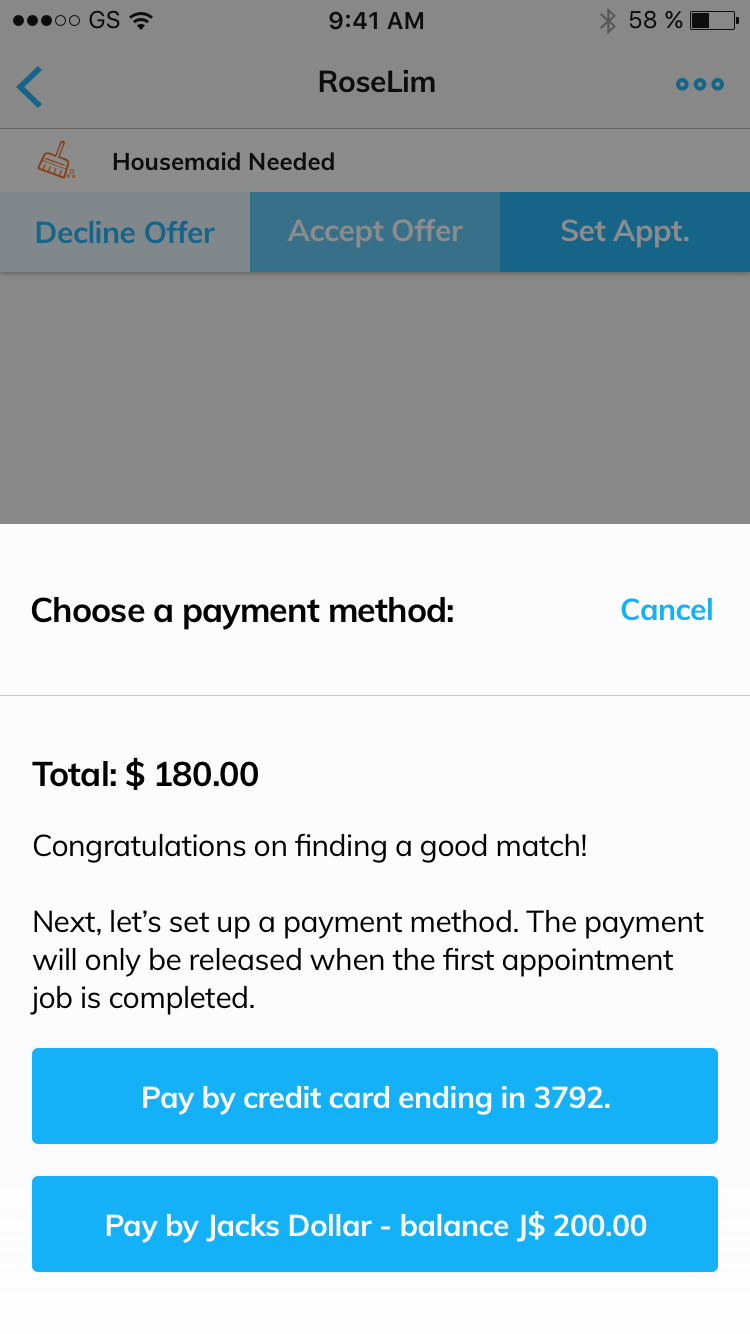 GS 9:41 AM 58 %
RoseLim
Housemaid Needed
Decline Offer Accept Offer Set Appt.
Choose a payment method: Cancel
Total: $ 180.00
Congratulations on finding a good match!
Next, let’s set up a payment method. The payment
will only be released when the first appointment
job is completed.
Pay by credit card ending in 3792.
Pay by Jacks Dollar - balance J$ 200.00